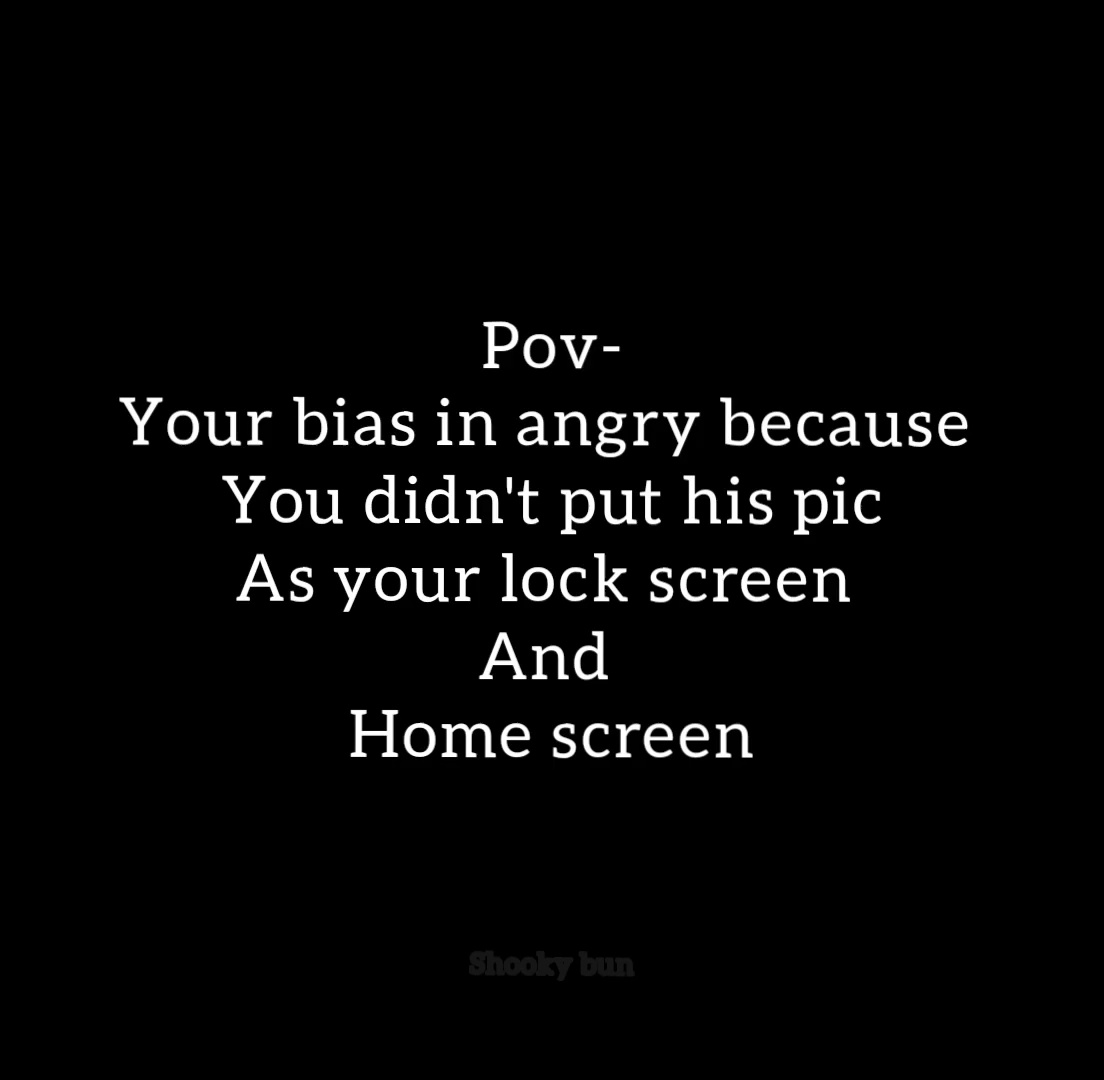 Pov-
Your bias in angry because
You didn't put his pic
As your lock screen
And
Home screen
Shooky bun